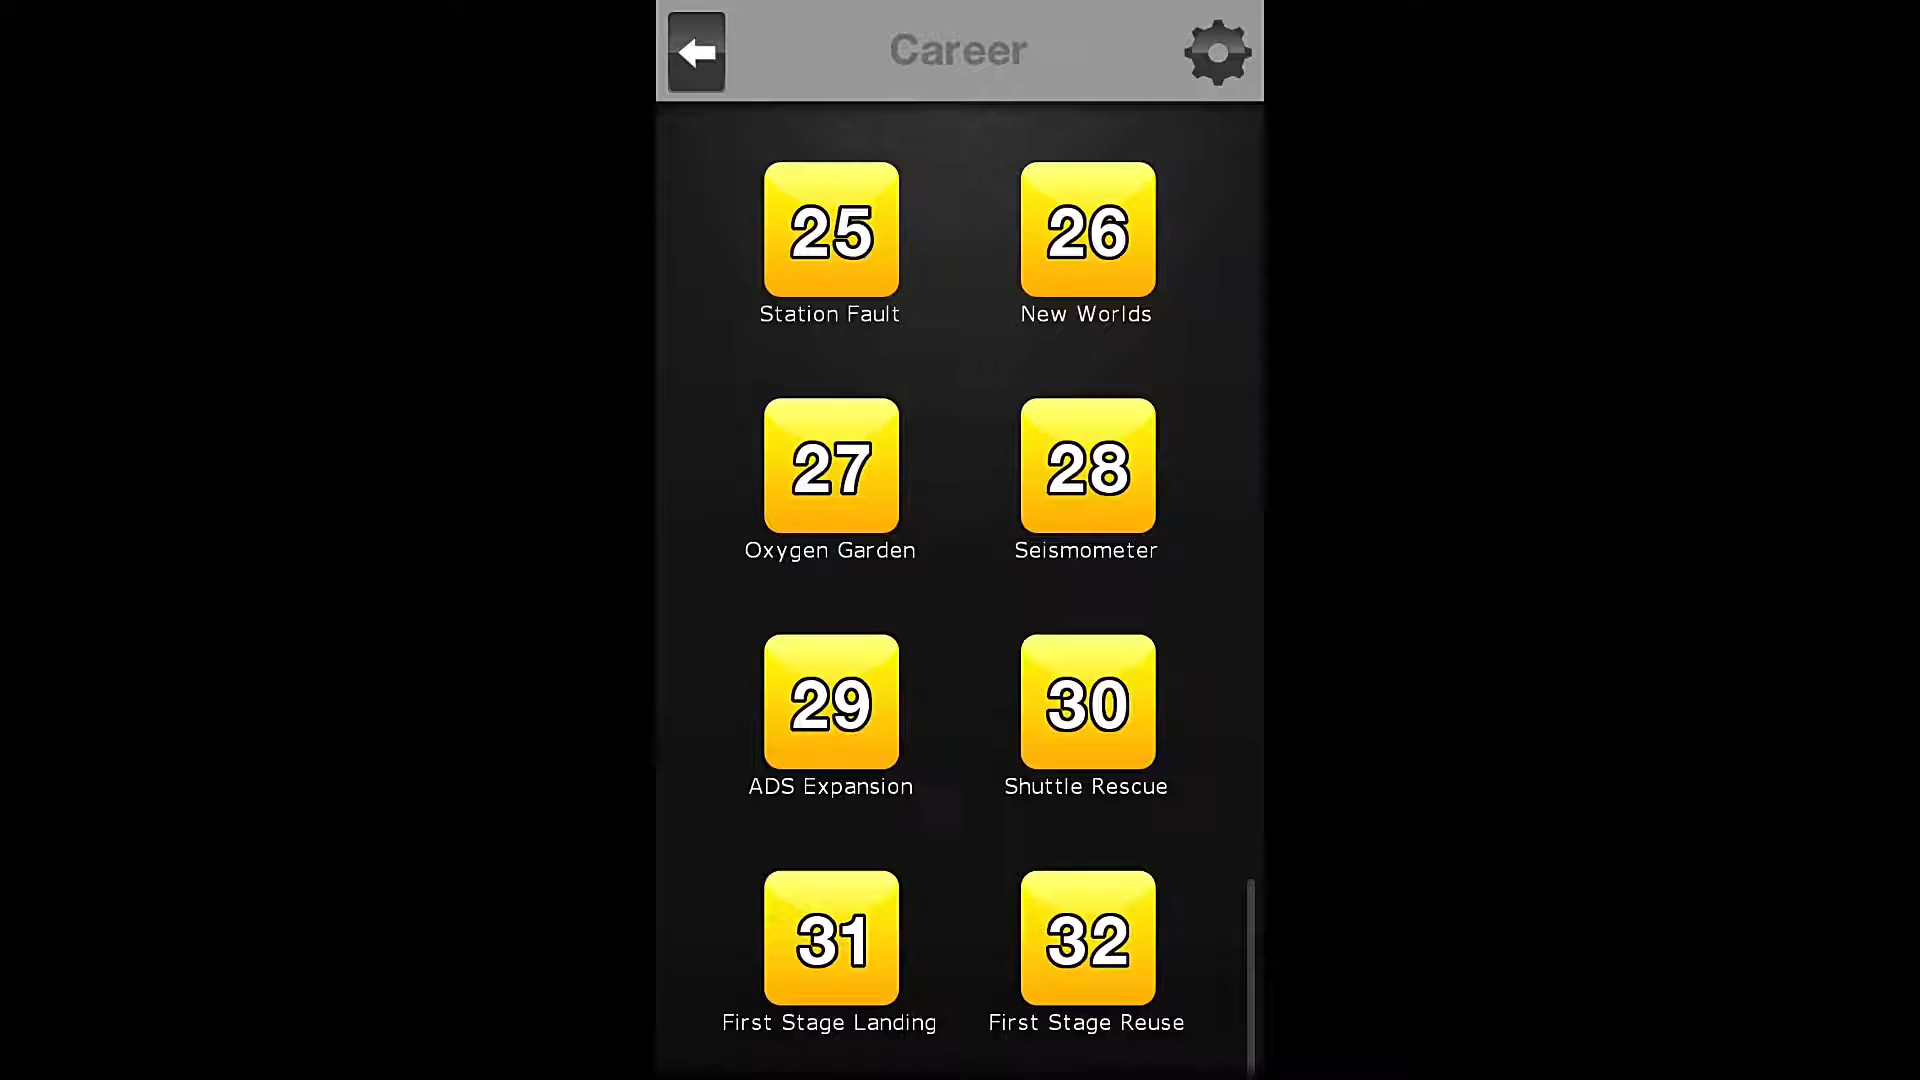 Career
25 26
Station Fault New Worlds
27 28
Oxygen Garden Seismometer
29 30
ADS Expansion Shuttle Rescue
31 32
First Stage Landing First Stage Reuse